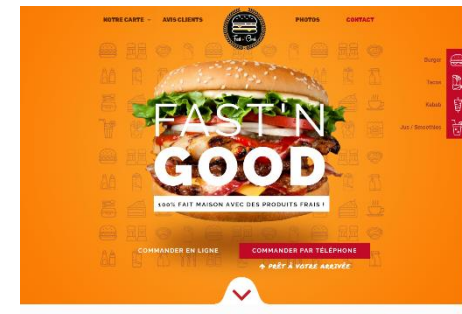 NOTRE CARTE
AVIS CLIENTS
PHOTOS
CONTACT
Burger
Tacos
Kebab
Jus / Smoothies
FAST'N
GOOD
100% FAIT MAISON AVEC DES PRODUITS FRAIS !
COMMANDER EN LIGNE
COMMANDER PAR TÉLÉPHONE
PRÊT À VOTRE ARRIVÉE